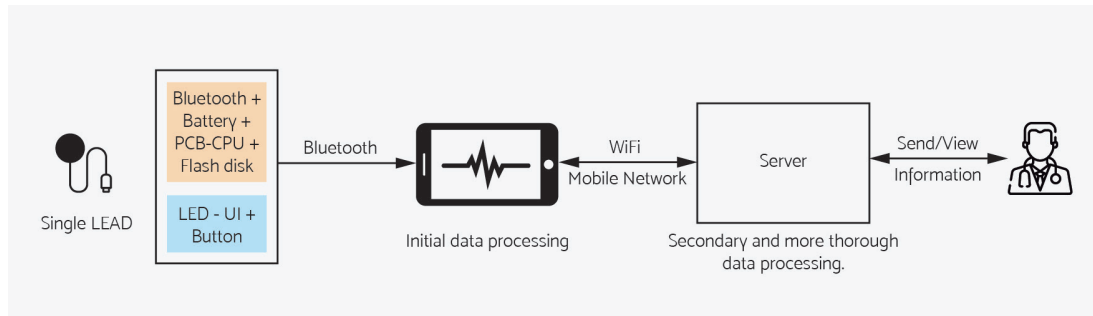 Single LEAD
Bluetooth +
Battery +
PCB-CPU +
Flash disk
LED - UI +
Button
Bluetooth
Initial data processing
WiFi
Mobile Network
Server
Secondary and more thorough
data processing.
Send/View
Information